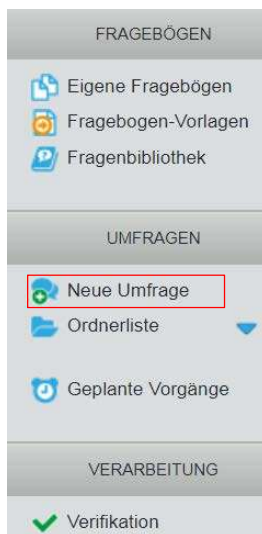 FRAGEBÖGEN
Eigene Fragebögen
Fragebogen-Vorlagen
Fragenbibliothek
UMFRAGEN
Neue Umfrage
Ordnerliste
Geplante Vorgänge
VERARBEITUNG
Verifikation